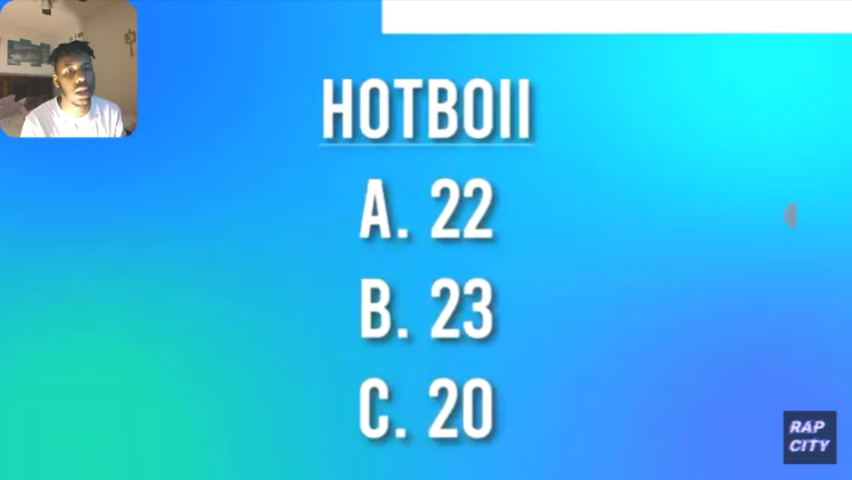 HOTBOII
A. 22
B. 23
C. 20
RAP
CITY